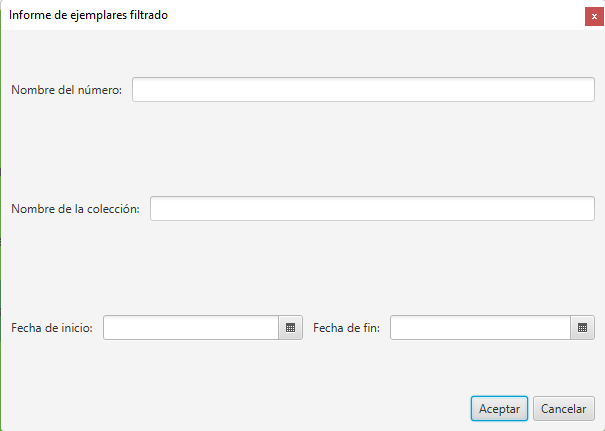 Informe de ejemplares filtrado
Nombre del número:
Nombre de la colección:
Fecha de inicio: Fecha de fin:
Aceptar Cancelar